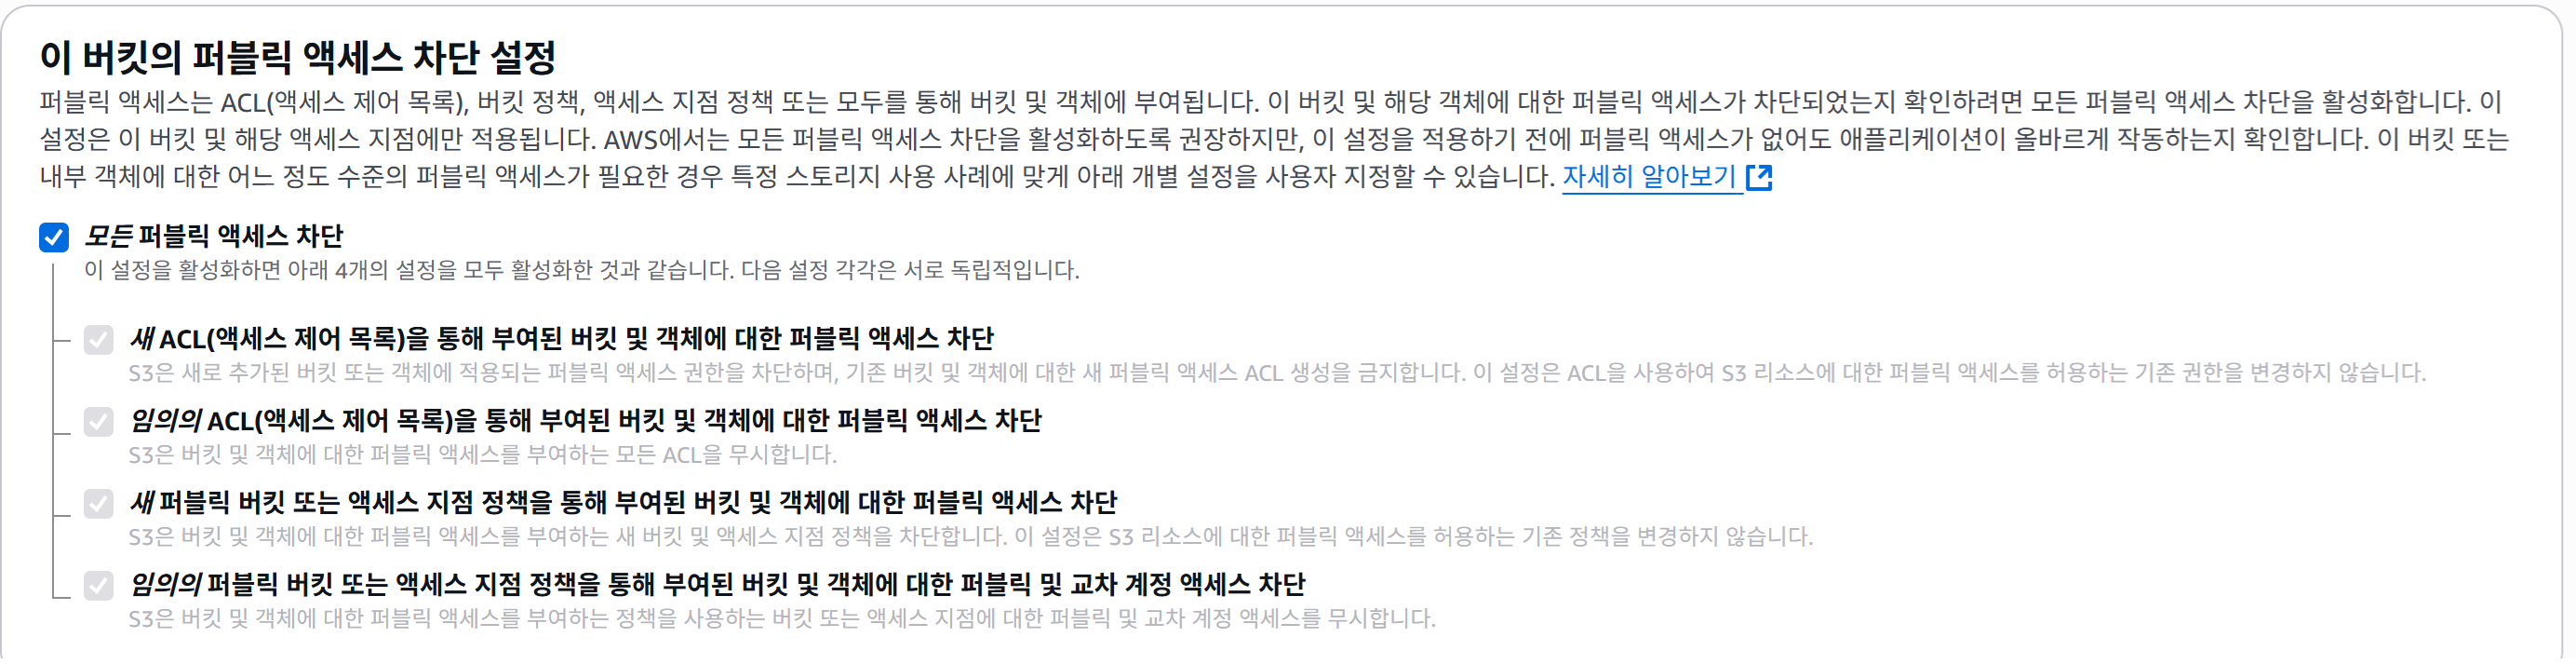 이 버킷의 퍼블릭 액세스 차단 설정
퍼블릭 액세스는 ACL(액세스 제어 목록), 버킷 정책, 액세스 지점 정책 또는 모두를 통해 버킷 및 객체에 부여됩니다. 이 버킷 및 해당 객체에 대한 퍼블릭 액세스가 차단되었는지 확인하려면 모든 퍼블릭 액세스 차단을 활성화합니다. 이
설정은 이 버킷 및 해당 액세스 지점에만 적용됩니다. AWS에서는 모든 퍼블릭 액세스 차단을 활성화하도록 권장하지만, 이 설정을 적용하기 전에 퍼블릭 액세스가 없어도 애플리케이션이 올바르게 작동하는지 확인합니다. 이 버킷 또는
내부 객체에 대한 어느 정도 수준의 퍼블릭 액세스가 필요한 경우 특정 스토리지 사용 사례에 맞게 아래 개별 설정을 사용자 지정할 수 있습니다. 자세히 알아보기
모든 퍼블릭 액세스 차단
이 설정을 활성화하면 아래 4개의 설정을 모두 활성화한 것과 같습니다. 다음 설정 각각은 서로 독립적입니다.
새 ACL(액세스 제어 목록)을 통해 부여된 버킷 및 객체에 대한 퍼블릭 액세스 차단
S3은 새로 추가된 버킷 또는 객체에 적용되는 퍼블릭 액세스 권한을 차단하며, 기존 버킷 및 객체에 대한 새 퍼블릭 액세스 ACL 생성을 금지합니다. 이 설정은 ACL을 사용하여 S3 리소스에 대한 퍼블릭 액세스를 허용하는 기존 권한을 변경하지 않습니다.
임의의 ACL(액세스 제어 목록)을 통해 부여된 버킷 및 객체에 대한 퍼블릭 액세스 차단
S3은 버킷 및 객체에 대한 퍼블릭 액세스를 부여하는 모든 ACL을 무시합니다.
새 퍼블릭 버킷 또는 액세스 지점 정책을 통해 부여된 버킷 및 객체에 대한 퍼블릭 액세스 차단
S3은 버킷 및 객체에 대한 퍼블릭 액세스를 부여하는 새 버킷 및 액세스 지점 정책을 차단합니다. 이 설정은 S3 리소스에 대한 퍼블릭 액세스를 허용하는 기존 정책을 변경하지 않습니다.
임의의 퍼블릭 버킷 또는 액세스 지점 정책을 통해 부여된 버킷 및 객체에 대한 퍼블릭 및 교차 계정 액세스 차단
S3은 버킷 및 객체에 대한 퍼블릭 액세스를 부여하는 정책을 사용하는 버킷 또는 액세스 지점에 대한 퍼블릭 및 교차 계정 액세스를 무시합니다.